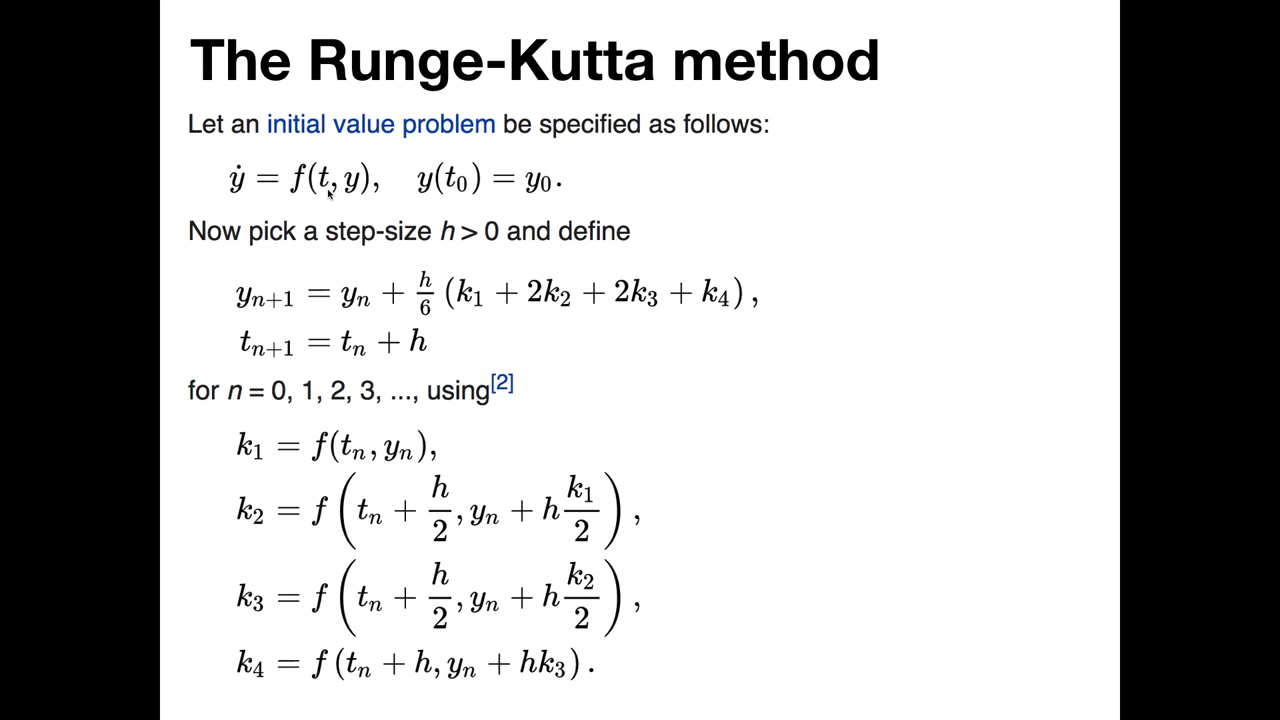 The Runge-Kutta method
Let an initial value problem be specified as follows:
ẏ = f(t, y),   y(t₀) = y₀.
Now pick a step-size h > 0 and define
yₙ₊₁ = yₙ + h/6 (k₁ + 2k₂ + 2k₃ + k₄),
tₙ₊₁ = tₙ + h
for n = 0, 1, 2, 3, ..., using[2]
k₁ = f(tₙ, yₙ),
k₂ = f(tₙ + h/2, yₙ + h k₁/2),
k₃ = f(tₙ + h/2, yₙ + h k₂/2),
k₄ = f(tₙ + h, yₙ + hk₃).